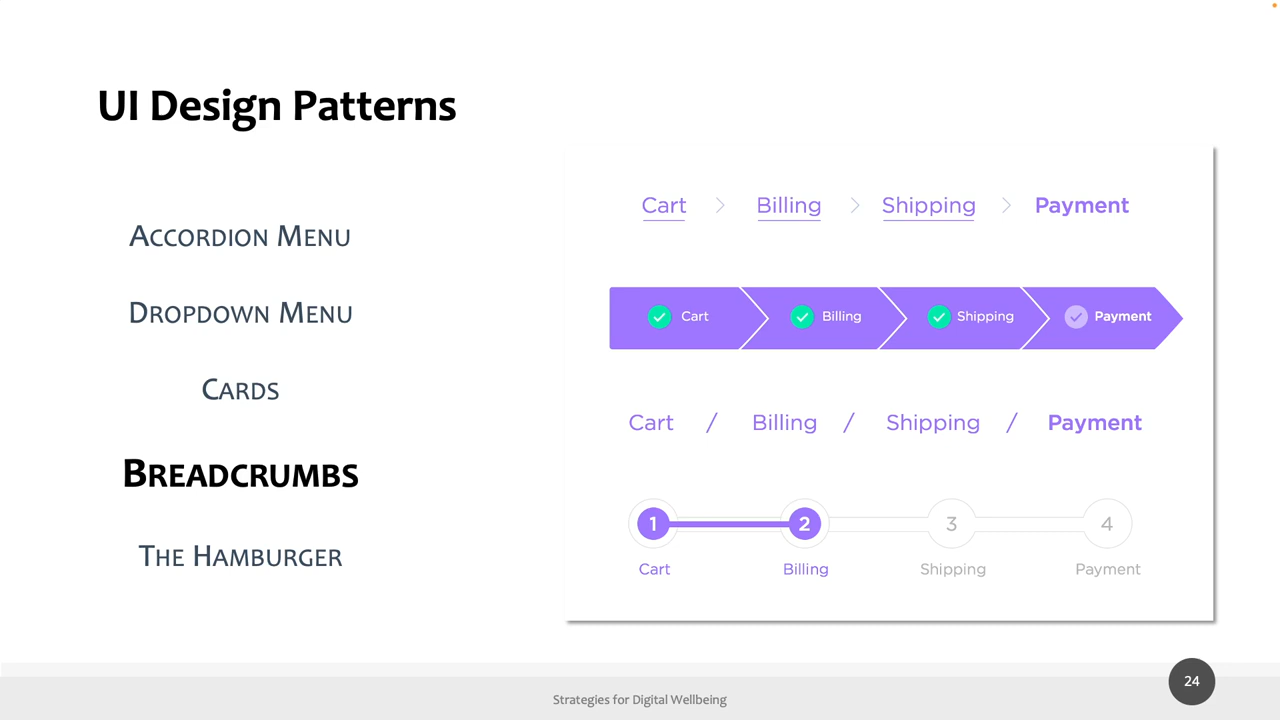 UI Design Patterns
Accordion Menu
Dropdown Menu
Cards
Breadcrumbs
The Hamburger
Cart > Billing > Shipping > Payment
Cart Billing Shipping Payment
Cart / Billing / Shipping / Payment
1 2 3 4
Cart Billing Shipping Payment
Strategies for Digital Wellbeing
24